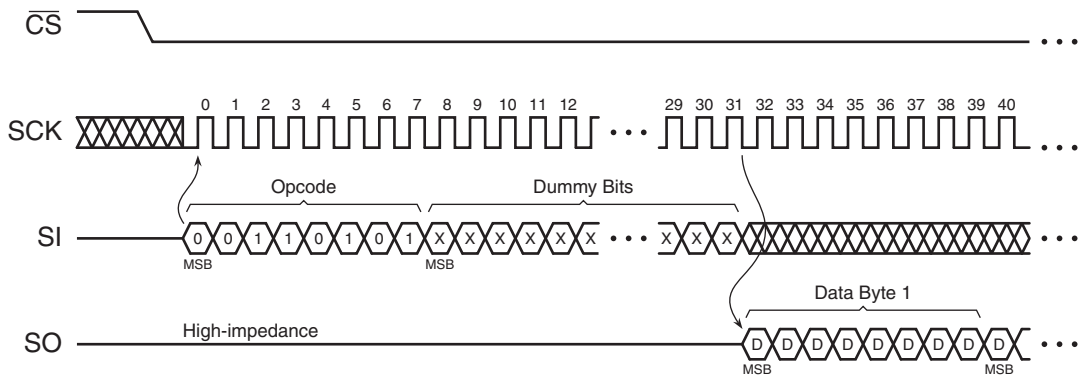 CS
0 1 2 3 4 5 6 7 8 9 10 11 12 29 30 31 32 33 34 35 36 37 38 39 40
SCK
Opcode Dummy Bits
SI 0 0 1 1 0 1 0 1 X X X X X X X X X
MSB MSB
Data Byte 1
High-impedance
SO D D D D D D D D D
MSB MSB